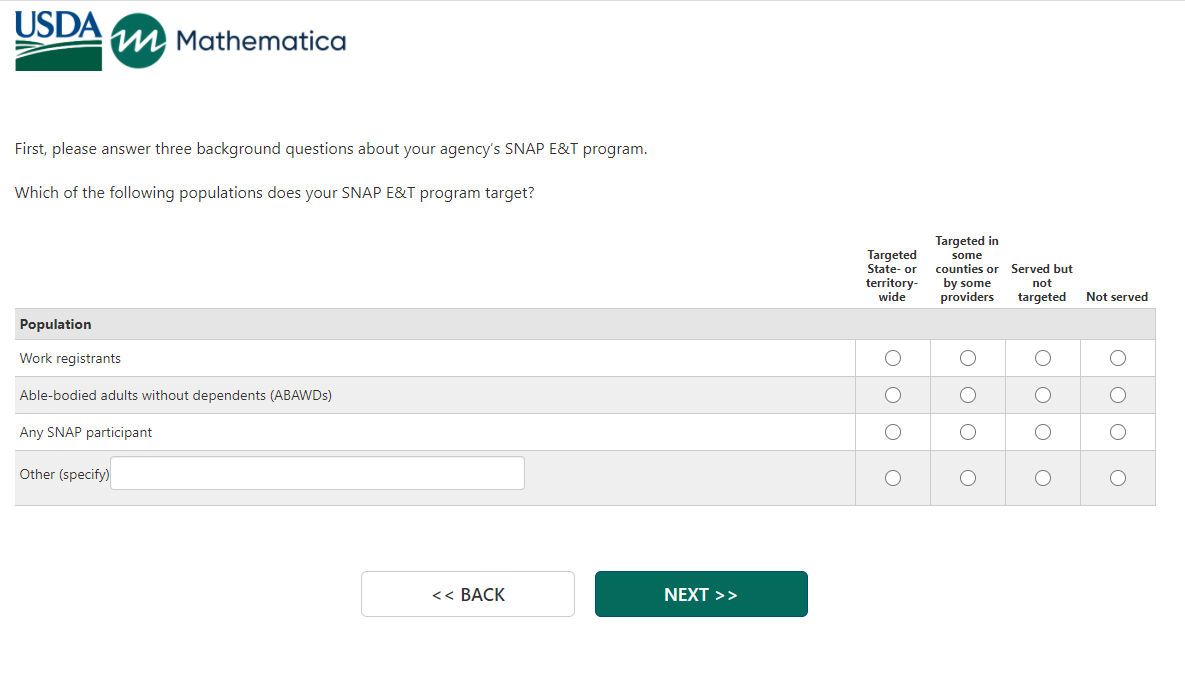 USDA
m Mathematica
First, please answer three background questions about your agency's SNAP E&T program.
Which of the following populations does your SNAP E&T program target?
Targeted State- or territory-wide
Targeted in some counties or by some providers
Served but not targeted
Not served
Population
Work registrants
Able-bodied adults without dependents (ABAWDs)
Any SNAP participant
Other (specify)
<< BACK
NEXT >>